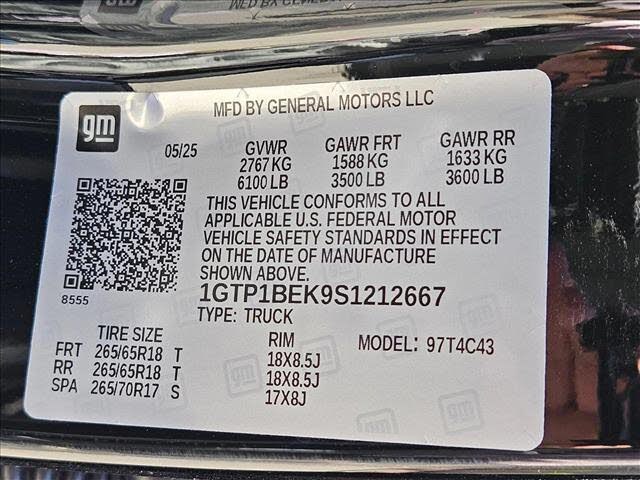 gm
MFD BY GENERAL MOTORS LLC
05/25
GVWR GAWR FRT GAWR RR
2767 KG 1588 KG 1633 KG
6100 LB 3500 LB 3600 LB
THIS VEHICLE CONFORMS TO ALL
APPLICABLE U.S. FEDERAL MOTOR
VEHICLE SAFETY STANDARDS IN EFFECT
ON THE DATE OF MANUFACTURE
SHOWN ABOVE.
8555
1GTP1BEK9S1212667
TYPE: TRUCK
TIRE SIZE RIM MODEL: 97T4C43
FRT 265/65R18 T 18X8.5J
RR 265/65R18 T 18X8.5J
SPA 265/70R17 S 17X8J